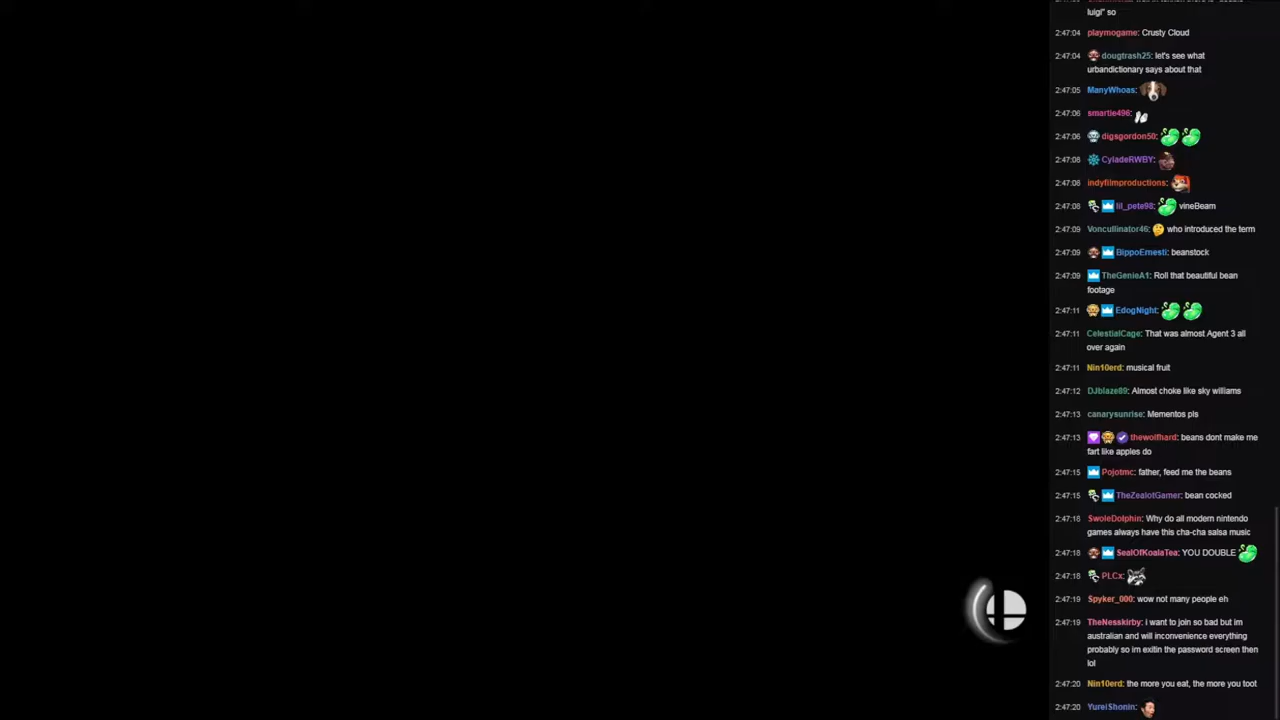 luigi" so
2:47:04 playmogame: Crusty Cloud
2:47:04 dougtrash25: let's see what
urbandictionary says about that
2:47:05 ManyWhoas:
2:47:06 smartie496:
2:47:06 digsgordon50:
2:47:08 CyladeRWBY:
2:47:08 indyfilmproductions:
2:47:08 lil_pete98: vineBeam
2:47:09 Voncullinator46: who introduced the term
2:47:09 BippoErnesti: beanstock
2:47:09 TheGenieA1: Roll that beautiful bean
footage
2:47:11 EdogNight:
2:47:11 CelestialCage: That was almost Agent 3 all
over again
2:47:11 Nin10erd: musical fruit
2:47:12 DJblaze89: Almost choke like sky williams
2:47:13 canarysunrise: Mementos pls
2:47:13 thewolfhard: beans dont make me
fart like apples do
2:47:15 Pojotmc: father, feed me the beans
2:47:15 TheZealotGamer: bean cocked
2:47:18 SwoleDolphin: Why do all modern nintendo
games always have this cha-cha salsa music
2:47:18 SealOfKoalaTea: YOU DOUBLE
2:47:18 PLCx:
2:47:19 Spyker_000: wow not many people eh
2:47:19 TheNesskirby: i want to join so bad but im
australian and will inconvenience everything
probably so im exitin the password screen then
lol
2:47:20 Nin10erd: the more you eat, the more you toot
2:47:20 YureiShonin: